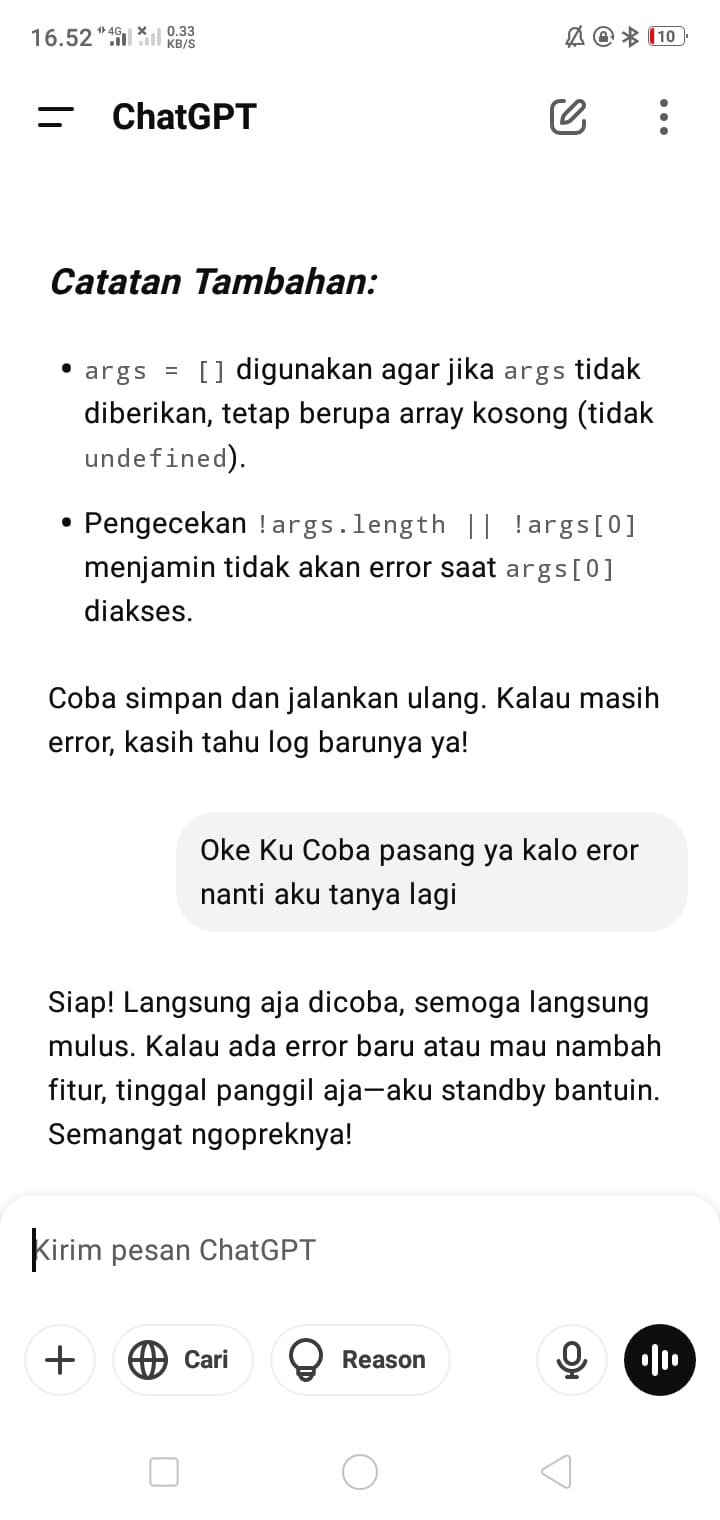 16.52 4G 0.33
KB/S
10
ChatGPT
Catatan Tambahan:
• args = [] digunakan agar jika args tidak
diberikan, tetap berupa array kosong (tidak
undefined).
• Pengecekan !args.length || !args[0]
menjamin tidak akan error saat args[0]
diakses.
Coba simpan dan jalankan ulang. Kalau masih
error, kasih tahu log barunya ya!
Oke Ku Coba pasang ya kalo eror
nanti aku tanya lagi
Siap! Langsung aja dicoba, semoga langsung
mulus. Kalau ada error baru atau mau nambah
fitur, tinggal panggil aja—aku standby bantuin.
Semangat ngopreknya!
Kirim pesan ChatGPT
Cari
Reason